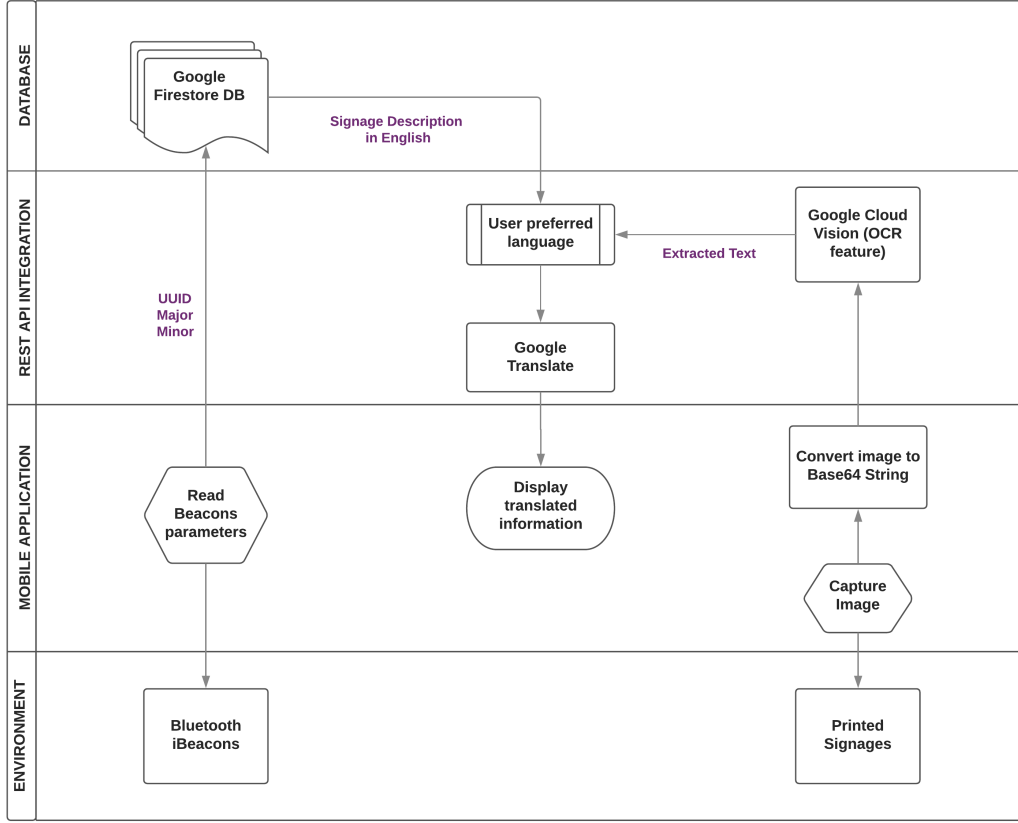 DATABASE
Google
Firestore DB
Signage Description
in English
REST API INTEGRATION
User preferred
language
Google Cloud
Vision (OCR
feature)
Extracted Text
UUID
Major
Minor
Google
Translate
MOBILE APPLICATION
Read
Beacons
parameters
Display
translated
information
Convert image to
Base64 String
Capture
Image
ENVIRONMENT
Bluetooth
iBeacons
Printed
Signages